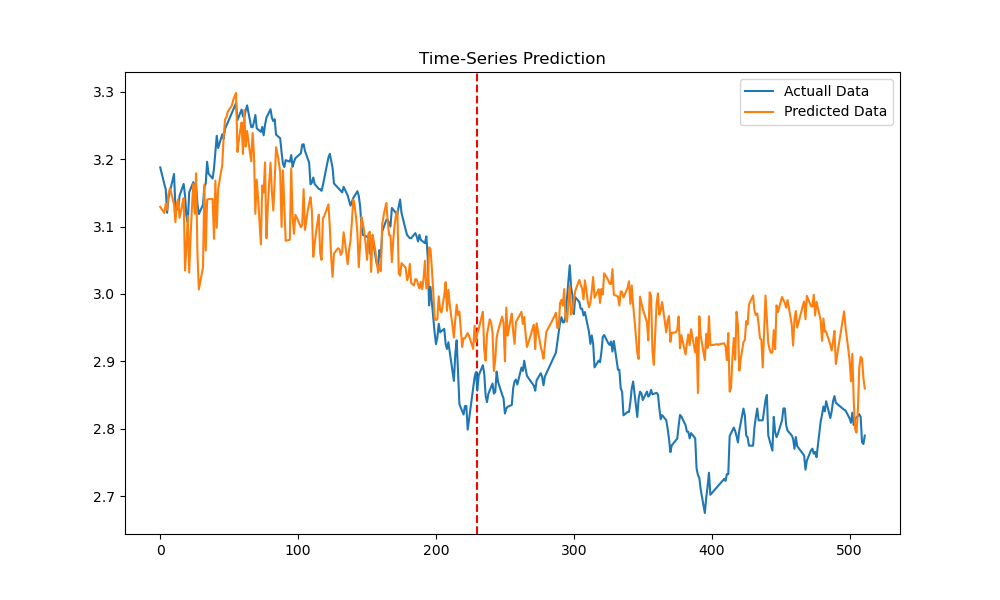 Time-Series Prediction
Actuall Data
Predicted Data
3.3
3.2
3.1
3.0
2.9
2.8
2.7
0 100 200 300 400 500